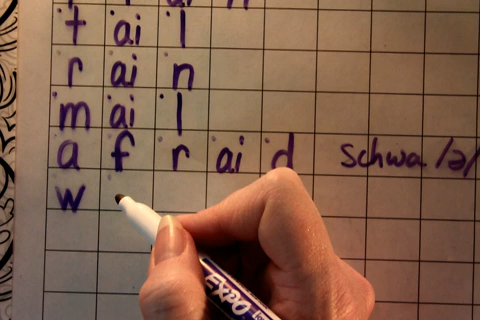 t ai l
r ai n
m ai l
a f r ai d schwa /ə/
w
EXPO